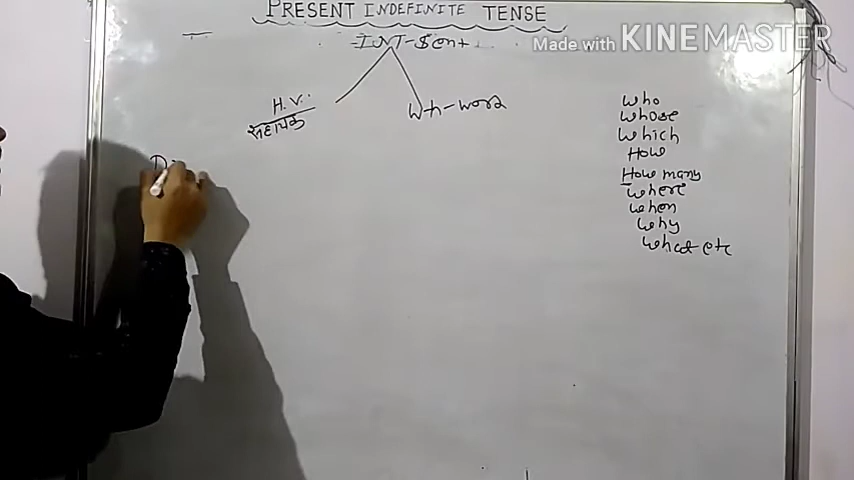 PRESENT INDEFINITE TENSE
INT-Sent.
Made with KINEMASTER
H.V.
सहायक
Wh-word
who
whose
which
How
How many
where
when
why
what etc
D